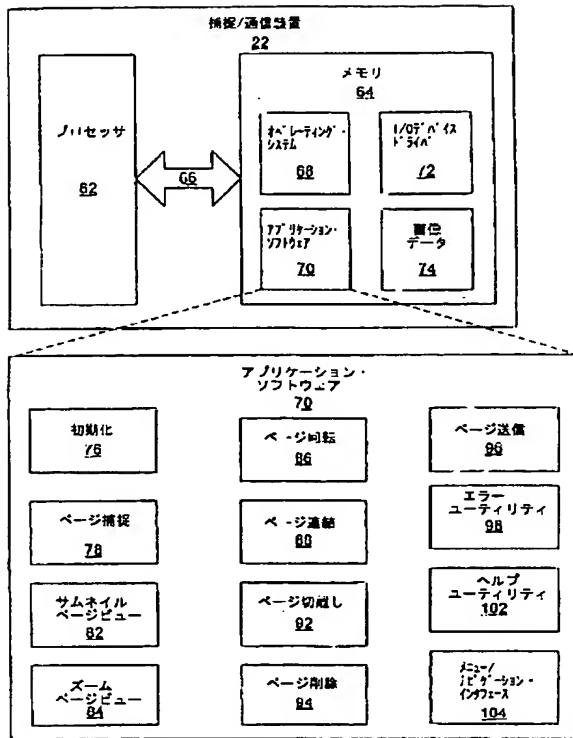 捕捉/通信装置
22
プロセッサ
62
66
メモリ
64
オペレーティング・
システム
68
I/Oデバイス
ドライバ
72
アプリケーション・
ソフトウェア
70
画像
データ
74
アプリケーション・
ソフトウェア
70
初期化
76
ページ捕捉
78
サムネイル
ページビュー
82
ズーム
ページビュー
84
ページ回転
86
ページ連結
88
ページ切離し
92
ページ削除
94
ページ送信
96
エラー
ユーティリティ
98
ヘルプ
ユーティリティ
102
メニュー/
ナビゲーション・
インタフェース
104